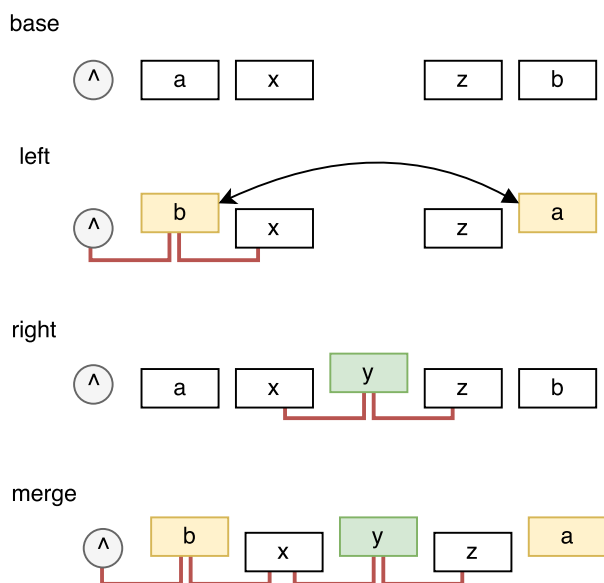 base
^ a x z b
left
^ b x z a
right
^ a x y z b
merge
^ b x y z a